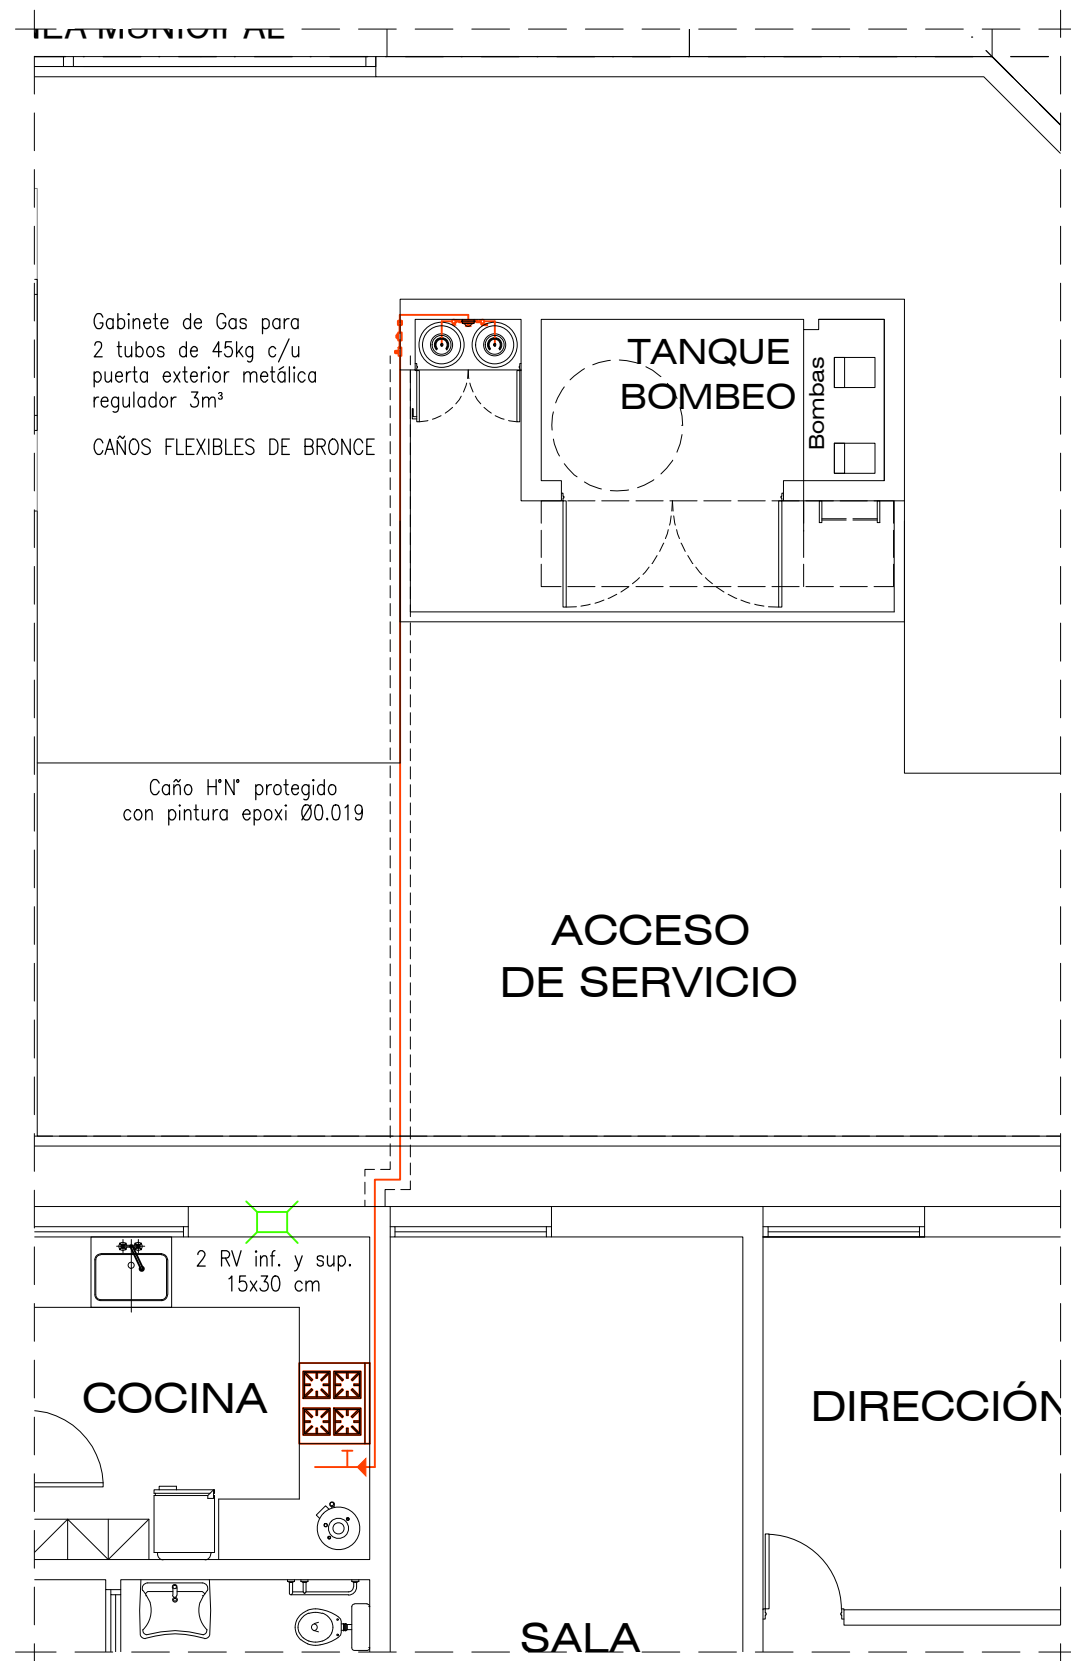 Gabinete de Gas para
2 tubos de 45kg c/u
puerta exterior metálica
regulador 3m³
CAÑOS FLEXIBLES DE BRONCE
TANQUE
BOMBEO
Bombas
Caño H°N° protegido
con pintura epoxi Ø0.019
ACCESO
DE SERVICIO
2 RV inf. y sup.
15x30 cm
COCINA
DIRECCIÓN
SALA